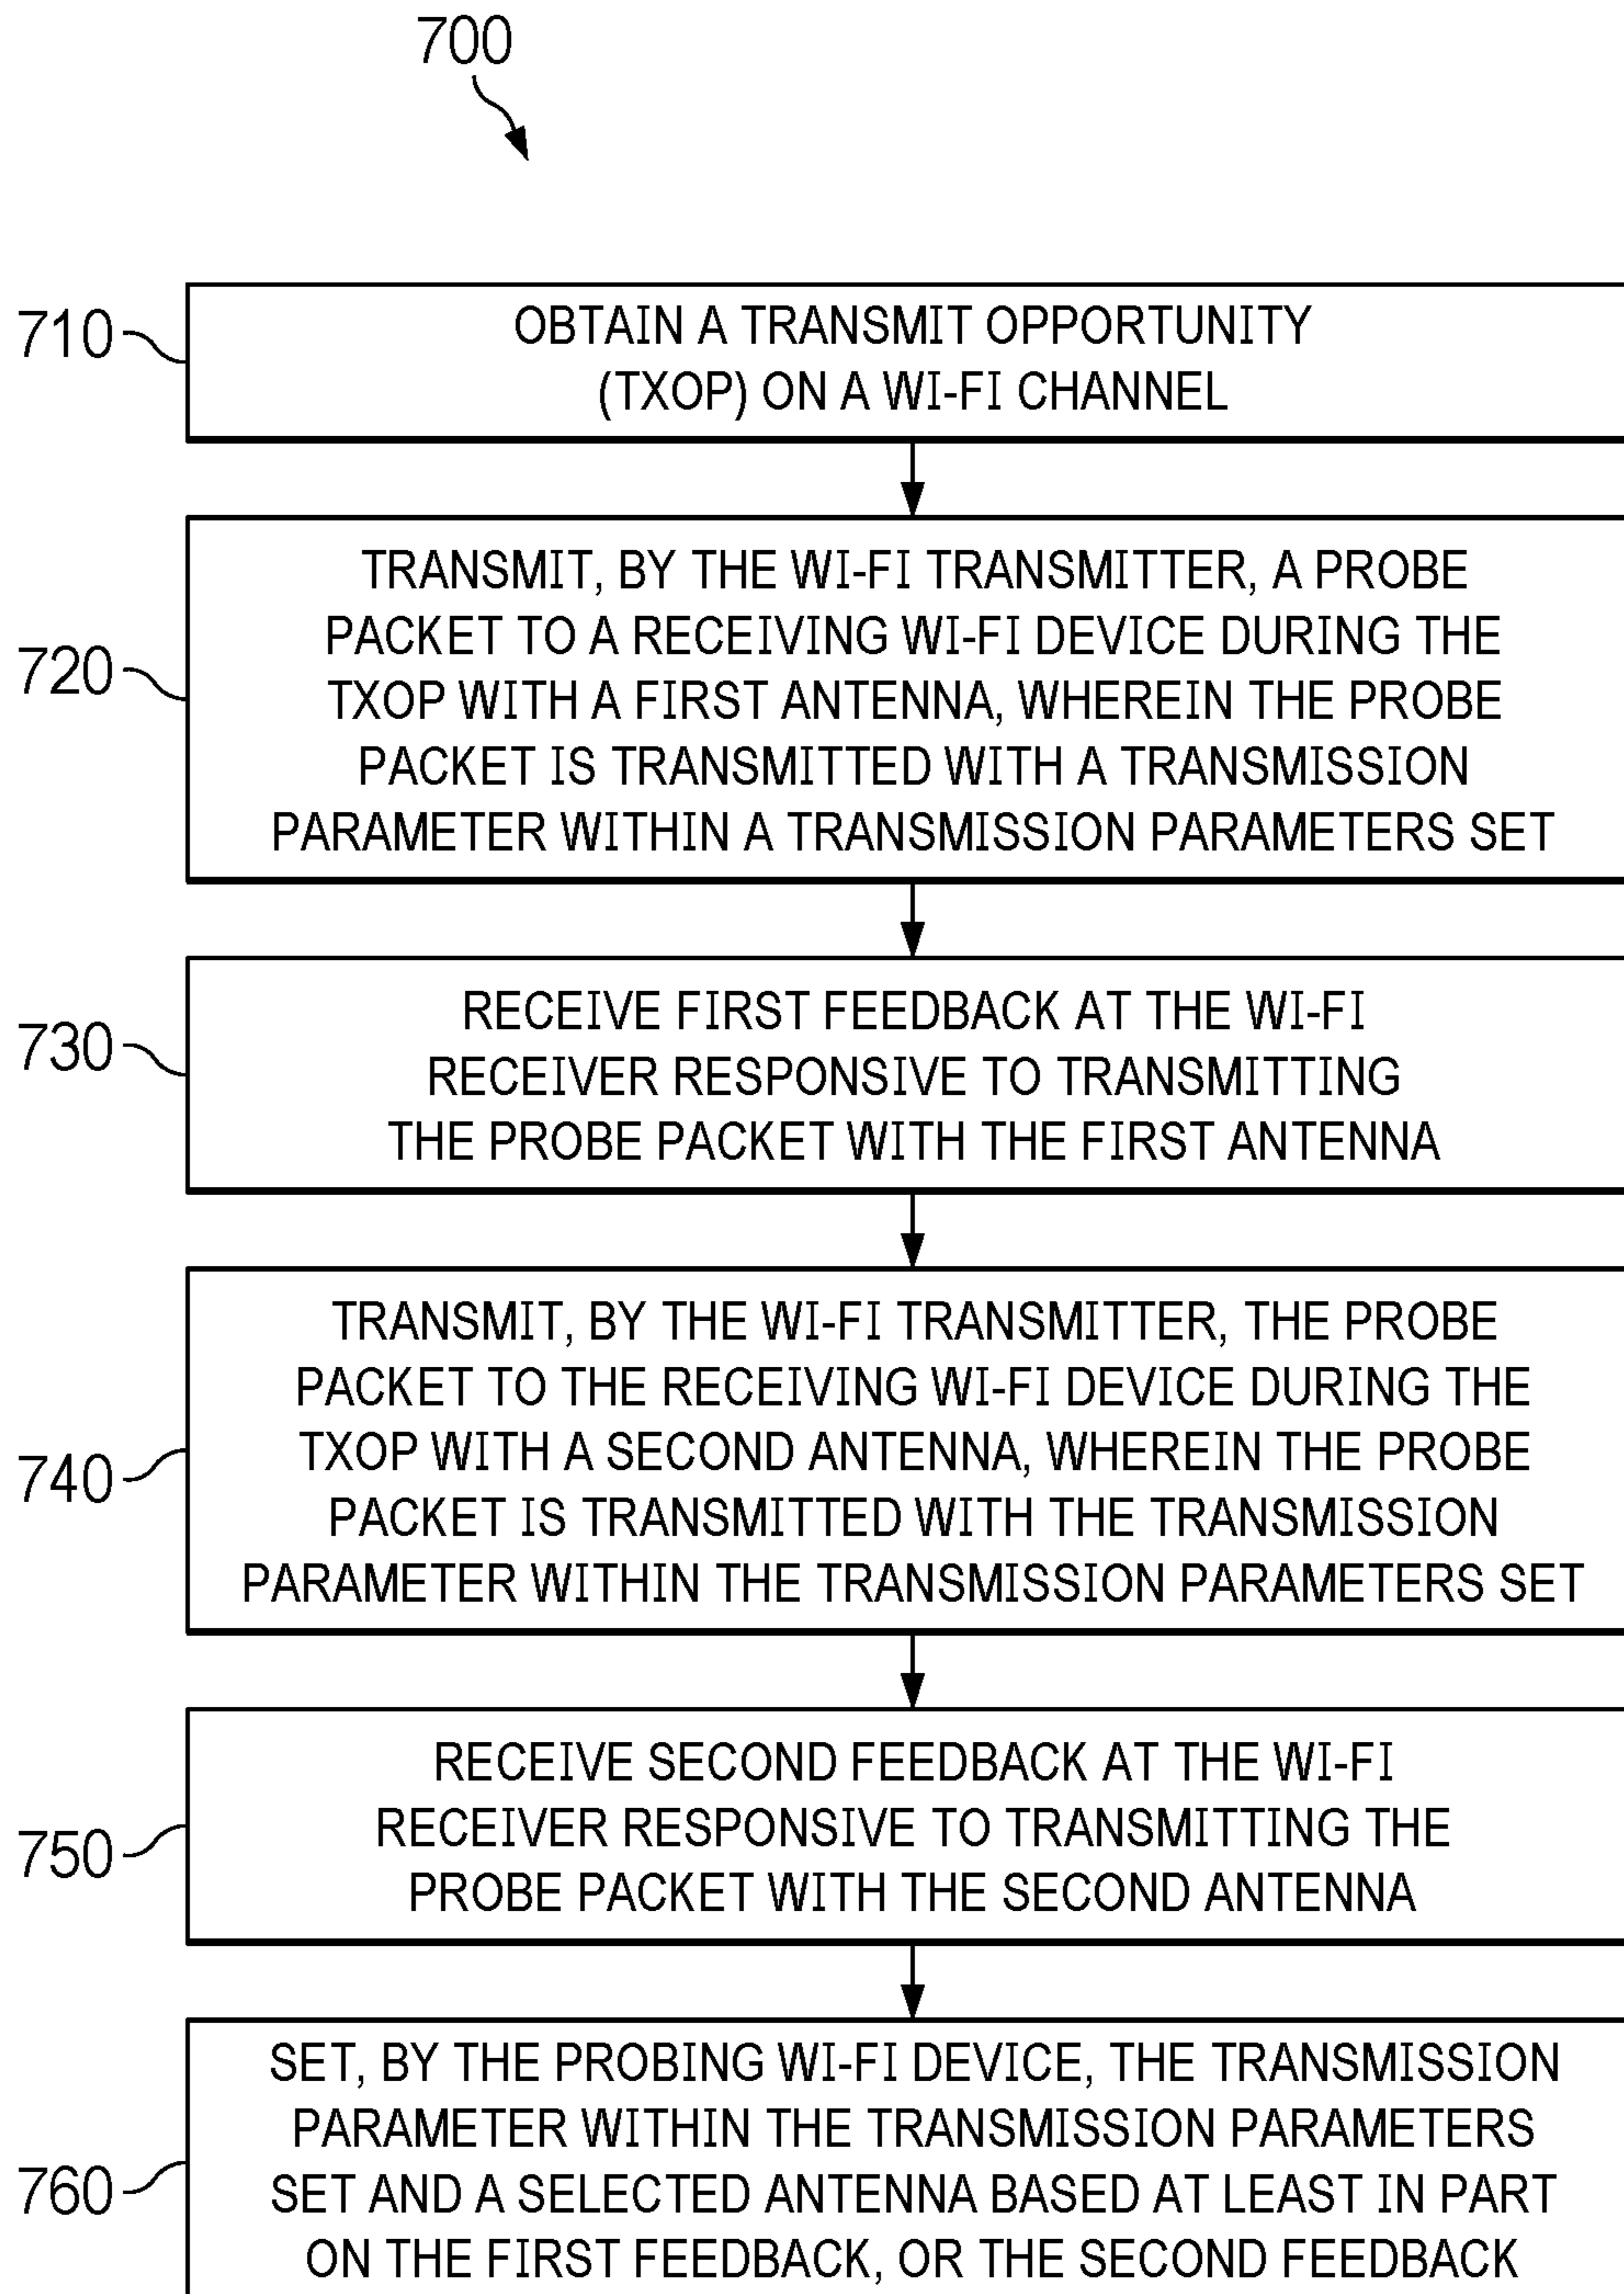 700
710
OBTAIN A TRANSMIT OPPORTUNITY
(TXOP) ON A WI-FI CHANNEL
720
TRANSMIT, BY THE WI-FI TRANSMITTER, A PROBE
PACKET TO A RECEIVING WI-FI DEVICE DURING THE
TXOP WITH A FIRST ANTENNA, WHEREIN THE PROBE
PACKET IS TRANSMITTED WITH A TRANSMISSION
PARAMETER WITHIN A TRANSMISSION PARAMETERS SET
730
RECEIVE FIRST FEEDBACK AT THE WI-FI
RECEIVER RESPONSIVE TO TRANSMITTING
THE PROBE PACKET WITH THE FIRST ANTENNA
740
TRANSMIT, BY THE WI-FI TRANSMITTER, THE PROBE
PACKET TO THE RECEIVING WI-FI DEVICE DURING THE
TXOP WITH A SECOND ANTENNA, WHEREIN THE PROBE
PACKET IS TRANSMITTED WITH THE TRANSMISSION
PARAMETER WITHIN THE TRANSMISSION PARAMETERS SET
750
RECEIVE SECOND FEEDBACK AT THE WI-FI
RECEIVER RESPONSIVE TO TRANSMITTING THE
PROBE PACKET WITH THE SECOND ANTENNA
760
SET, BY THE PROBING WI-FI DEVICE, THE TRANSMISSION
PARAMETER WITHIN THE TRANSMISSION PARAMETERS
SET AND A SELECTED ANTENNA BASED AT LEAST IN PART
ON THE FIRST FEEDBACK, OR THE SECOND FEEDBACK